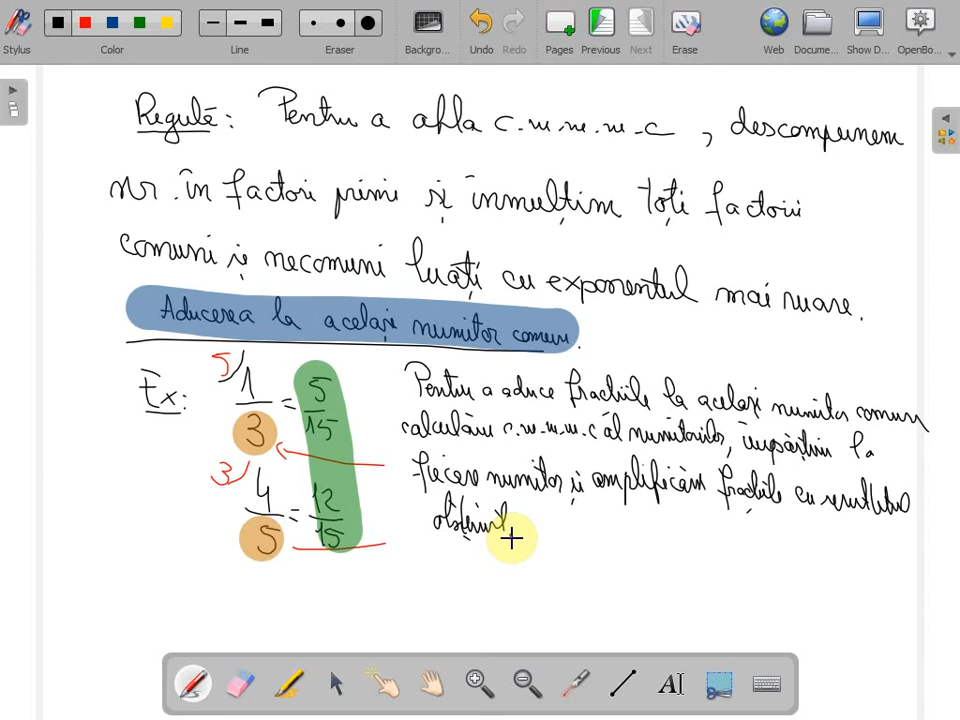 Stylus Color Line Eraser Backgro... Undo Redo Pages Previous Next Erase Web Docume... Show D... OpenBo...
Regulă: Pentru a afla c.m.m.m.c , descompunem
nr. în factori primi și înmulțim toți factorii
comuni și necomuni luați cu exponentul mai mare.
Aducerea la același numitor comun.
Ex: 5/ 1/3 = 5/15
3/ 4/5 = 12/15
Pentru a aduce fracțiile la același numitor comun
calculăm c.m.m.m.c al numitorilor, împărțim la
fiecare numitor și amplificăm fracțiile cu rezultatul
obținut.